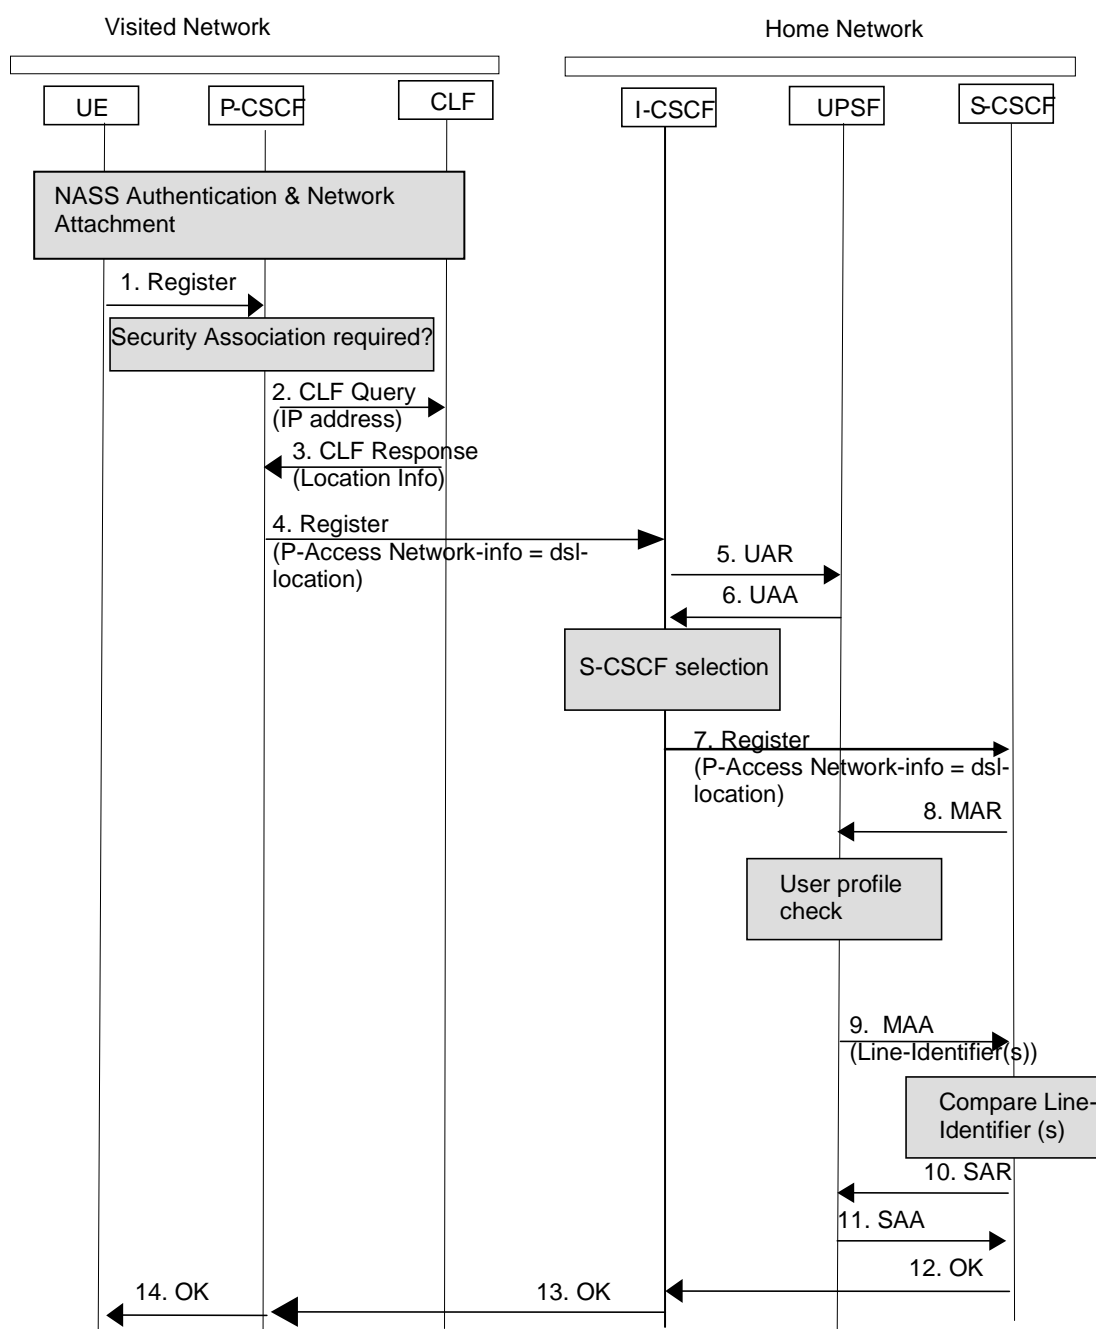 Visited Network
Home Network
UE
P-CSCF
CLF
I-CSCF
UPSF
S-CSCF
NASS Authentication & Network
Attachment
1. Register
Security Association required?
2. CLF Query
(IP address)
3. CLF Response
(Location Info)
4. Register
(P-Access Network-info = dsl-
location)
5. UAR
6. UAA
S-CSCF selection
7. Register
(P-Access Network-info = dsl-
location)
8. MAR
User profile
check
9. MAA
(Line-Identifier(s))
Compare Line-
Identifier (s)
10. SAR
11. SAA
12. OK
13. OK
14. OK